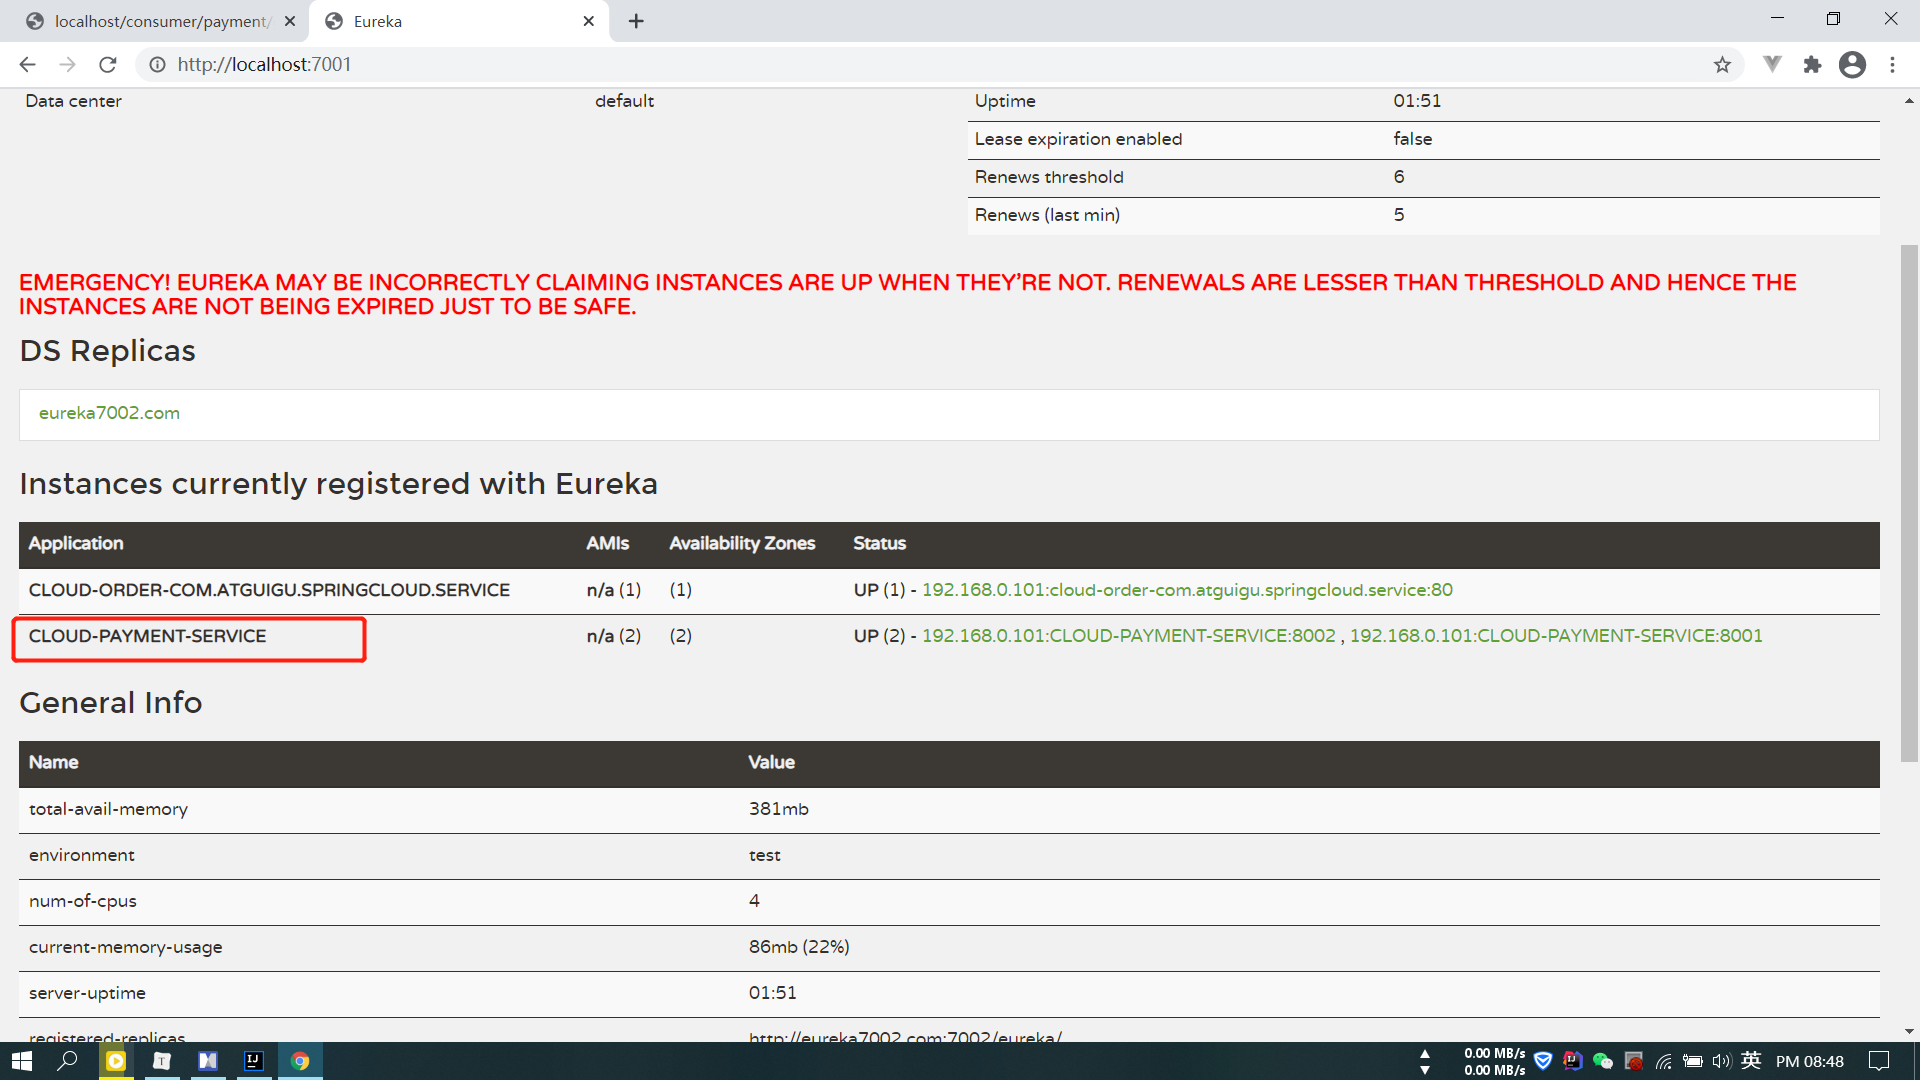 localhost/consumer/payment/
Eureka
http://localhost:7001
Data center default
Uptime 01:51
Lease expiration enabled false
Renews threshold 6
Renews (last min) 5
EMERGENCY! EUREKA MAY BE INCORRECTLY CLAIMING INSTANCES ARE UP WHEN THEY'RE NOT. RENEWALS ARE LESSER THAN THRESHOLD AND HENCE THE
INSTANCES ARE NOT BEING EXPIRED JUST TO BE SAFE.
DS Replicas
eureka7002.com
Instances currently registered with Eureka
Application AMIs Availability Zones Status
CLOUD-ORDER-COM.ATGUIGU.SPRINGCLOUD.SERVICE n/a (1) (1) UP (1) - 192.168.0.101:cloud-order-com.atguigu.springcloud.service:80
CLOUD-PAYMENT-SERVICE n/a (2) (2) UP (2) - 192.168.0.101:CLOUD-PAYMENT-SERVICE:8002 , 192.168.0.101:CLOUD-PAYMENT-SERVICE:8001
General Info
Name Value
total-avail-memory 381mb
environment test
num-of-cpus 4
current-memory-usage 86mb (22%)
server-uptime 01:51
registered-replicas http://eureka7002.com:7002/eureka/
0.00 MB/s
0.00 MB/s
英 PM 08:48